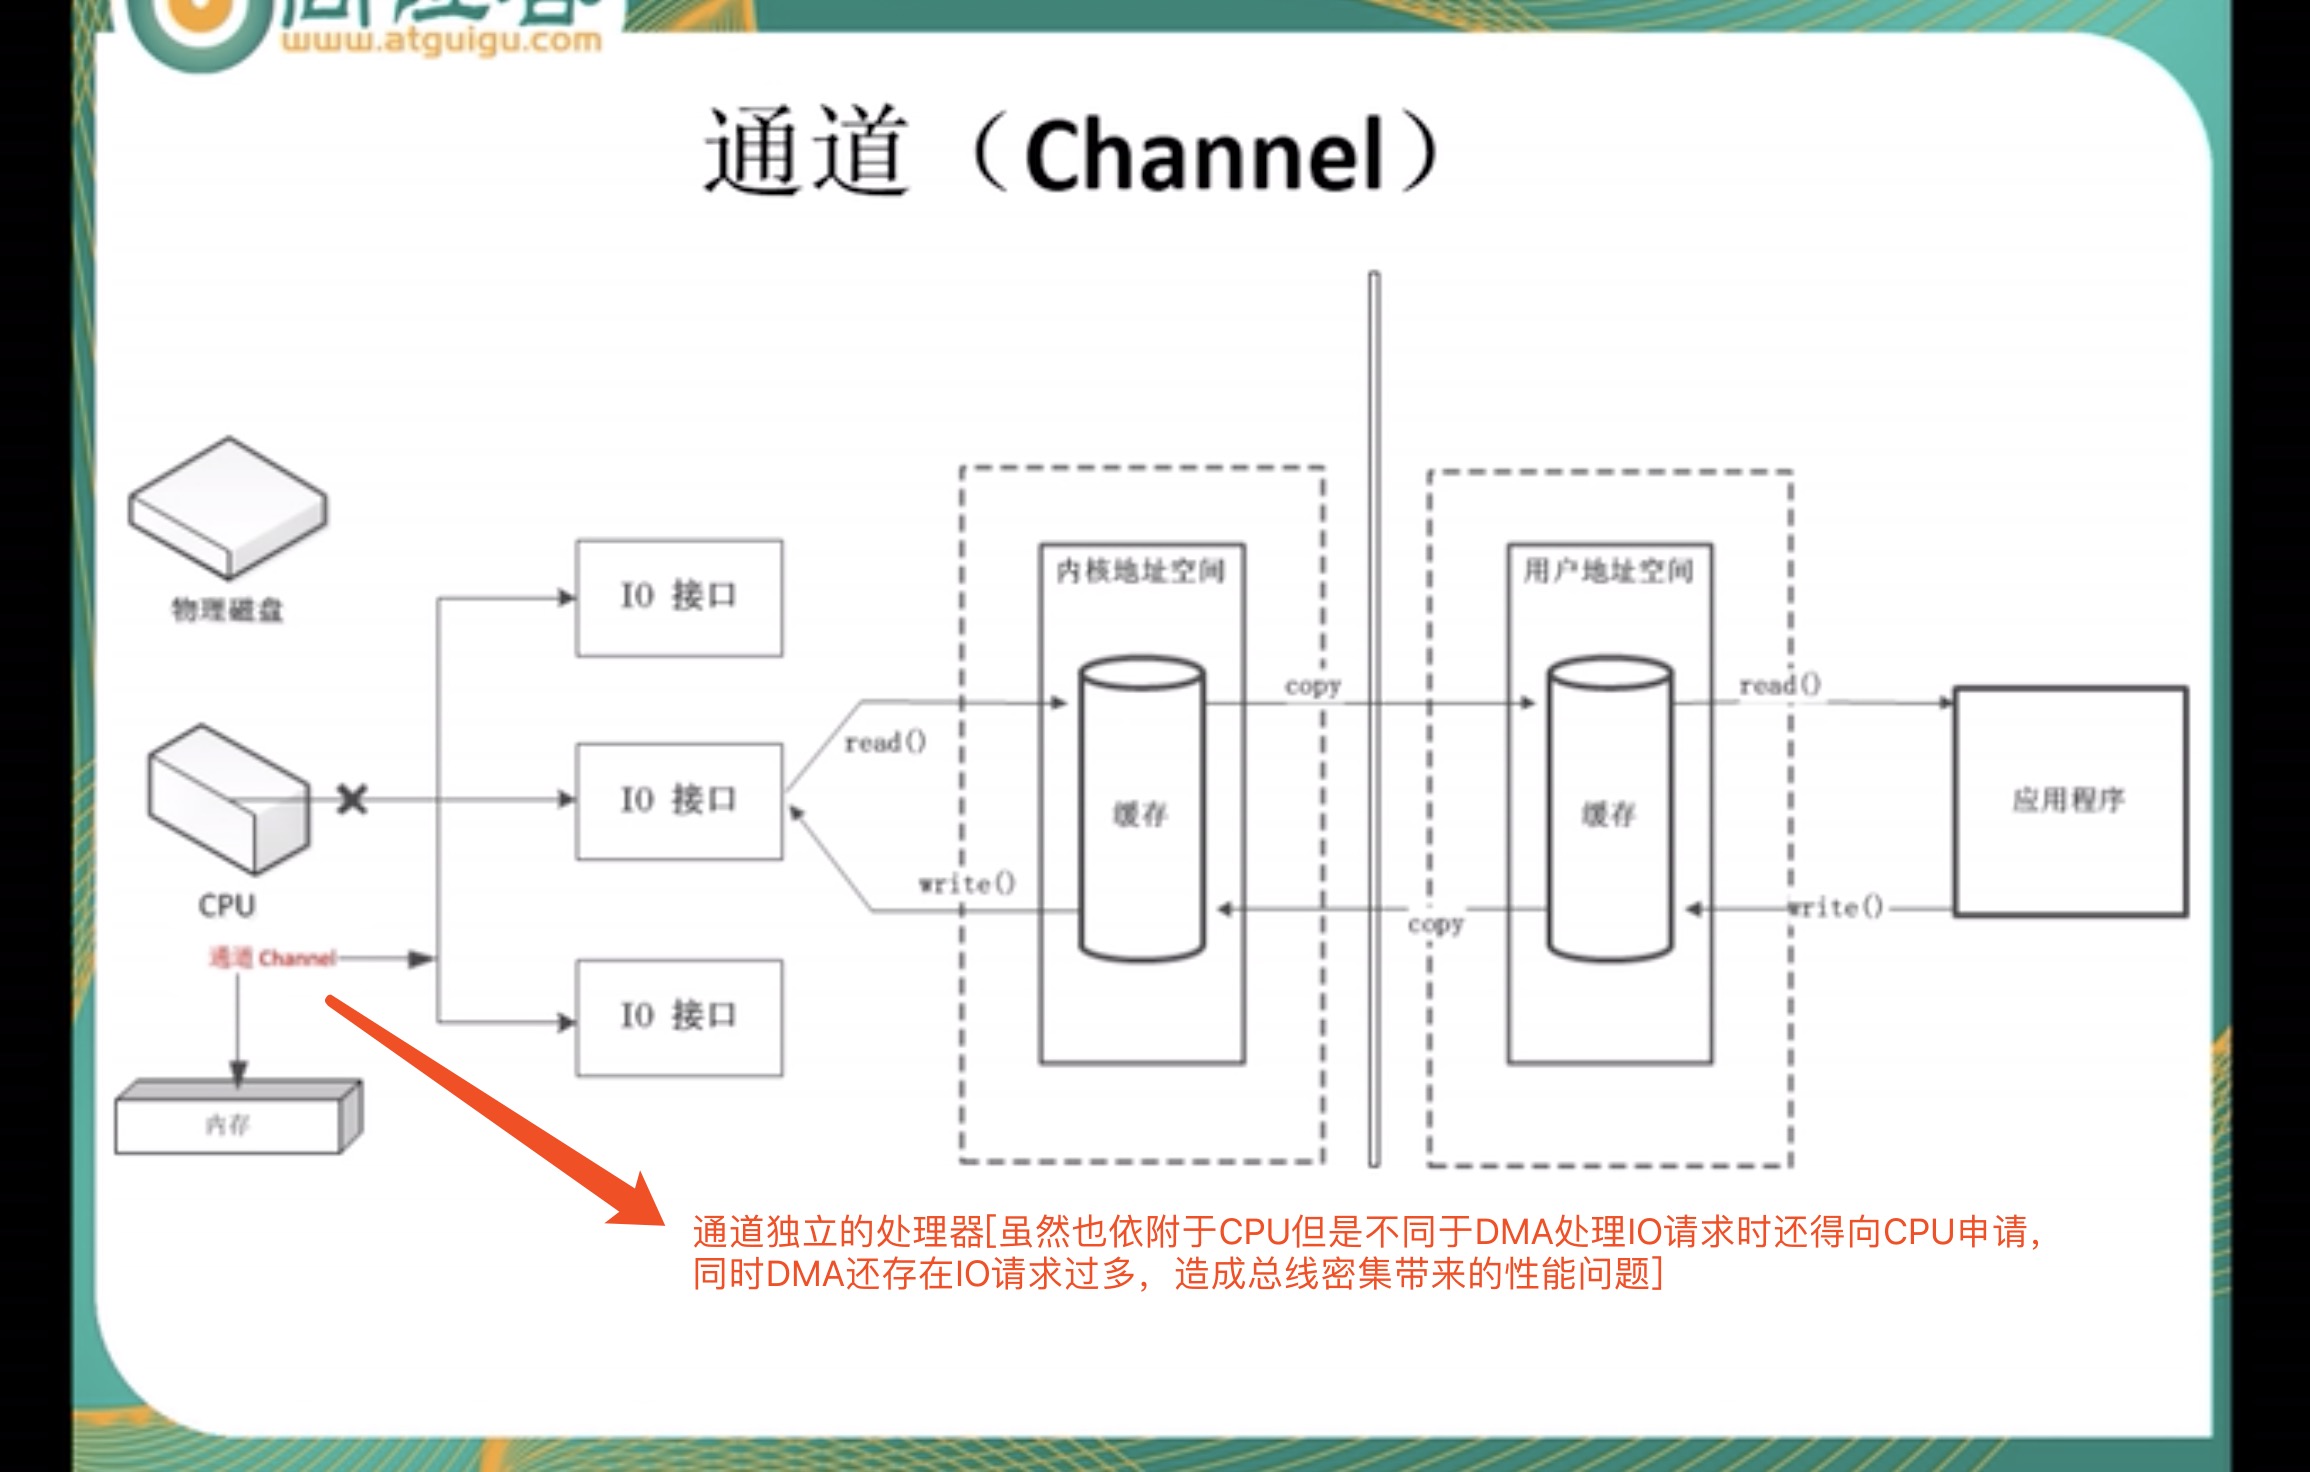 www.atguigu.com
通道（Channel）
物理磁盘
CPU
通道 Channel
内存
IO 接口
IO 接口
IO 接口
read()
write()
内核地址空间
缓存
copy
copy
用户地址空间
缓存
read()
write()
应用程序
通道独立的处理器[虽然也依附于CPU但是不同于DMA处理IO请求时还得向CPU申请，
同时DMA还存在IO请求过多，造成总线密集带来的性能问题]